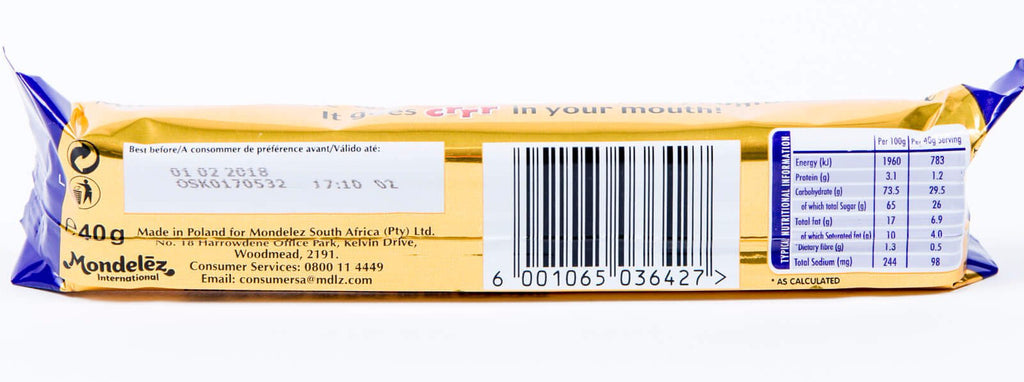 It goes crrr in your mouth!
Best before/A consommer de préférence avant/Válido até:
01 02 2018
OSK0170532 17:10 02
40g
Made in Poland for Mondelez South Africa (Pty) Ltd.
No. 18 Harrowdene Office Park, Kelvin Drive,
Woodmead, 2191.
Consumer Services: 0800 11 4449
Email: consumersa@mdlz.com
Mondelēz
International
6 001065 036427 >
TYPICAL NUTRITIONAL INFORMATION
Per 100g Per 40g Serving
Energy (kJ) 1960 783
Protein (g) 3.1 1.2
Carbohydrate (g) 73.5 29.5
of which total Sugar (g) 65 26
Total Fat (g) 17 6.9
of which Saturated Fat (g) 10 4.0
*Dietary Fibre (g) 1.3 0.5
Total Sodium (mg) 244 98
* AS CALCULATED